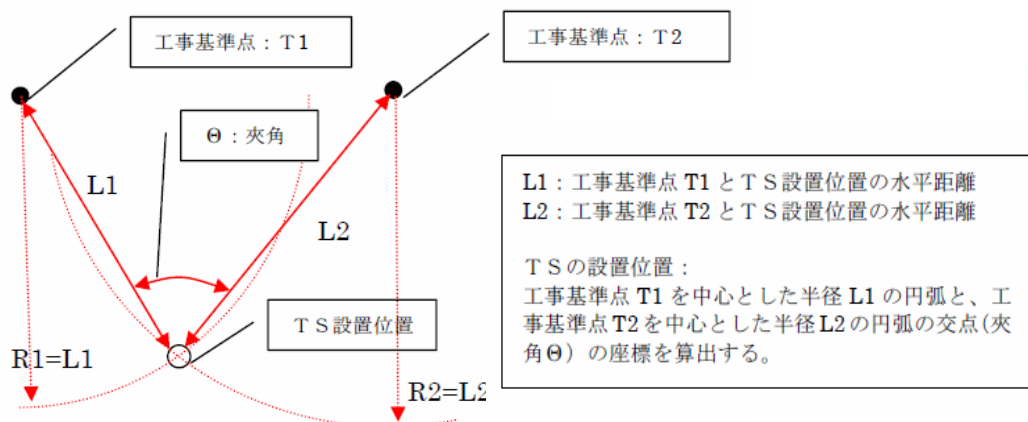 工事基準点：Ｔ1
工事基準点：Ｔ2
Θ：夾角
L1
L2
ＴＳ設置位置
R1=L1
R2=L2
L1：工事基準点 T1 とＴＳ設置位置の水平距離
L2：工事基準点 T2 とＴＳ設置位置の水平距離
ＴＳの設置位置：
工事基準点 T1 を中心とした半径 L1 の円弧と、工
事基準点 T2 を中心とした半径 L2 の円弧の交点(夾
角Θ）の座標を算出する。